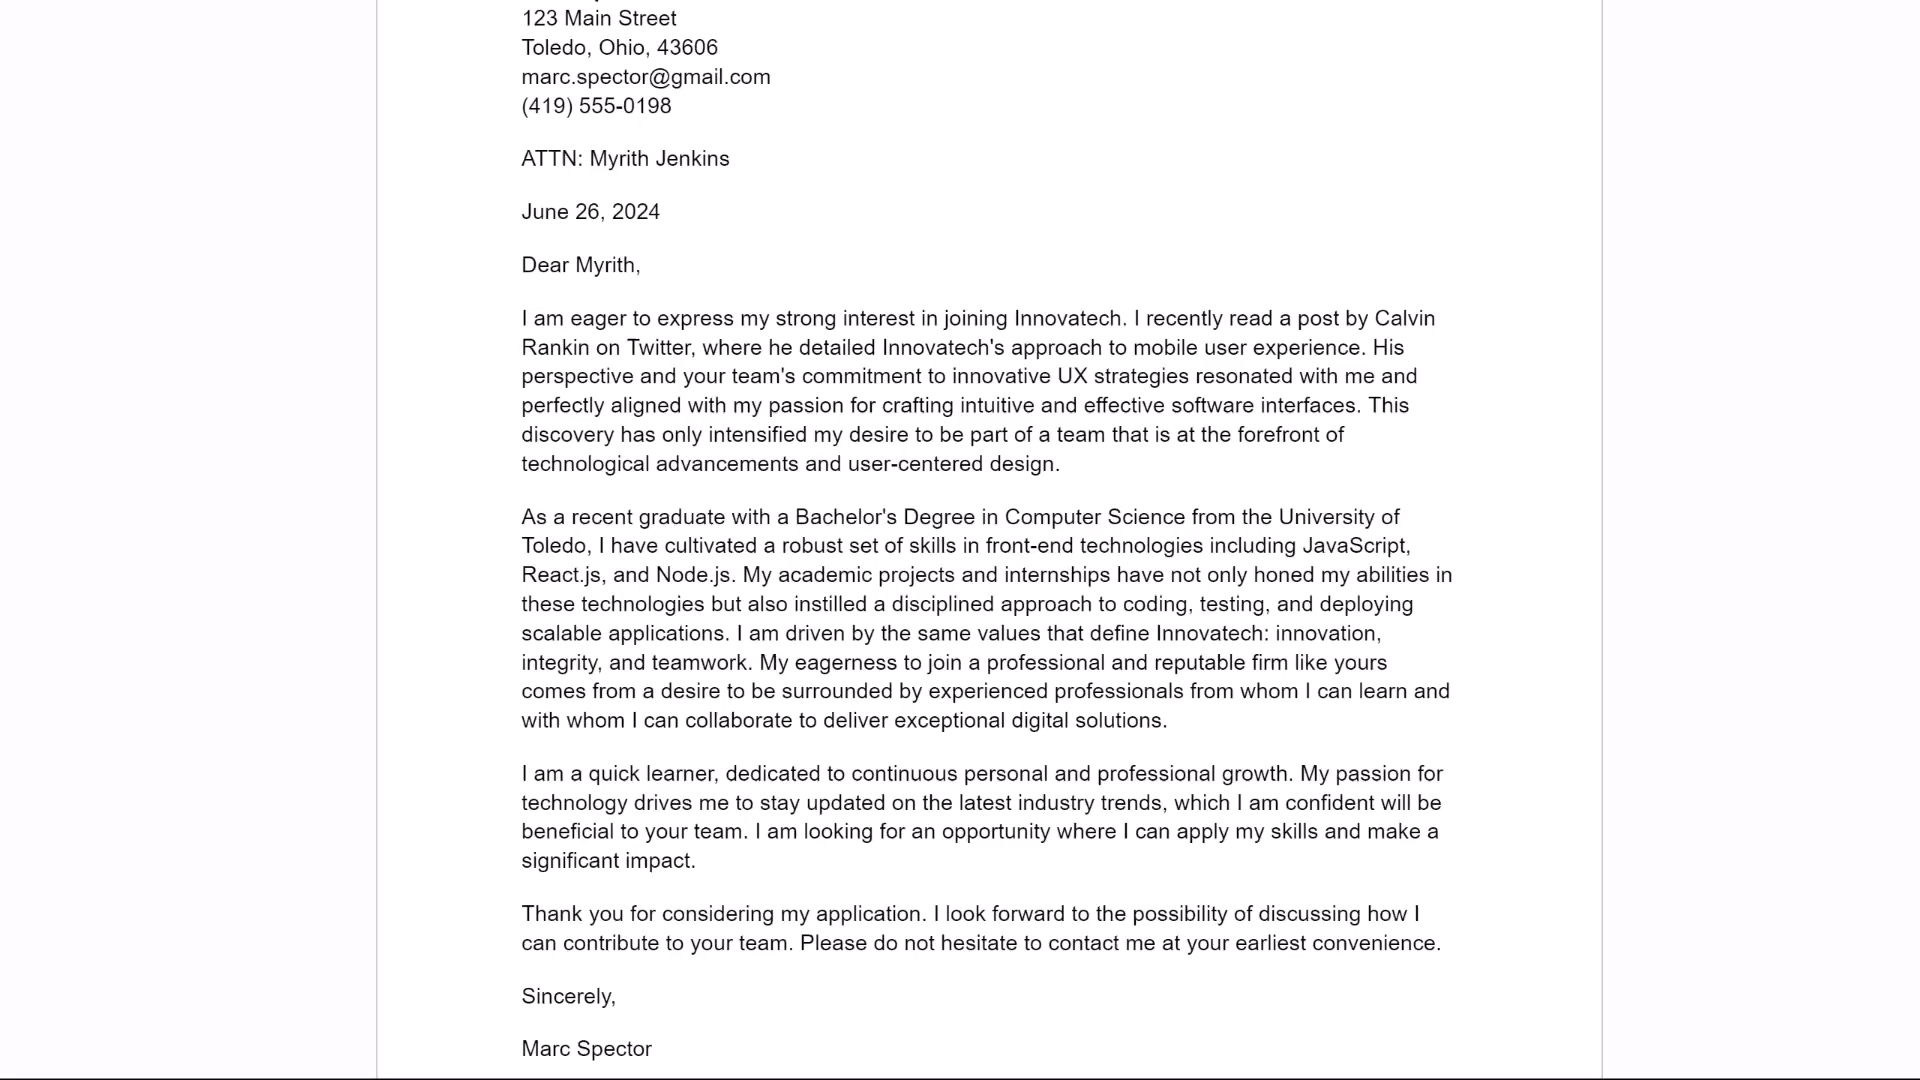 123 Main Street
Toledo, Ohio, 43606
marc.spector@gmail.com
(419) 555-0198
ATTN: Myrith Jenkins
June 26, 2024
Dear Myrith,
I am eager to express my strong interest in joining Innovatech. I recently read a post by Calvin
Rankin on Twitter, where he detailed Innovatech's approach to mobile user experience. His
perspective and your team's commitment to innovative UX strategies resonated with me and
perfectly aligned with my passion for crafting intuitive and effective software interfaces. This
discovery has only intensified my desire to be part of a team that is at the forefront of
technological advancements and user-centered design.
As a recent graduate with a Bachelor's Degree in Computer Science from the University of
Toledo, I have cultivated a robust set of skills in front-end technologies including JavaScript,
React.js, and Node.js. My academic projects and internships have not only honed my abilities in
these technologies but also instilled a disciplined approach to coding, testing, and deploying
scalable applications. I am driven by the same values that define Innovatech: innovation,
integrity, and teamwork. My eagerness to join a professional and reputable firm like yours
comes from a desire to be surrounded by experienced professionals from whom I can learn and
with whom I can collaborate to deliver exceptional digital solutions.
I am a quick learner, dedicated to continuous personal and professional growth. My passion for
technology drives me to stay updated on the latest industry trends, which I am confident will be
beneficial to your team. I am looking for an opportunity where I can apply my skills and make a
significant impact.
Thank you for considering my application. I look forward to the possibility of discussing how I
can contribute to your team. Please do not hesitate to contact me at your earliest convenience.
Sincerely,
Marc Spector